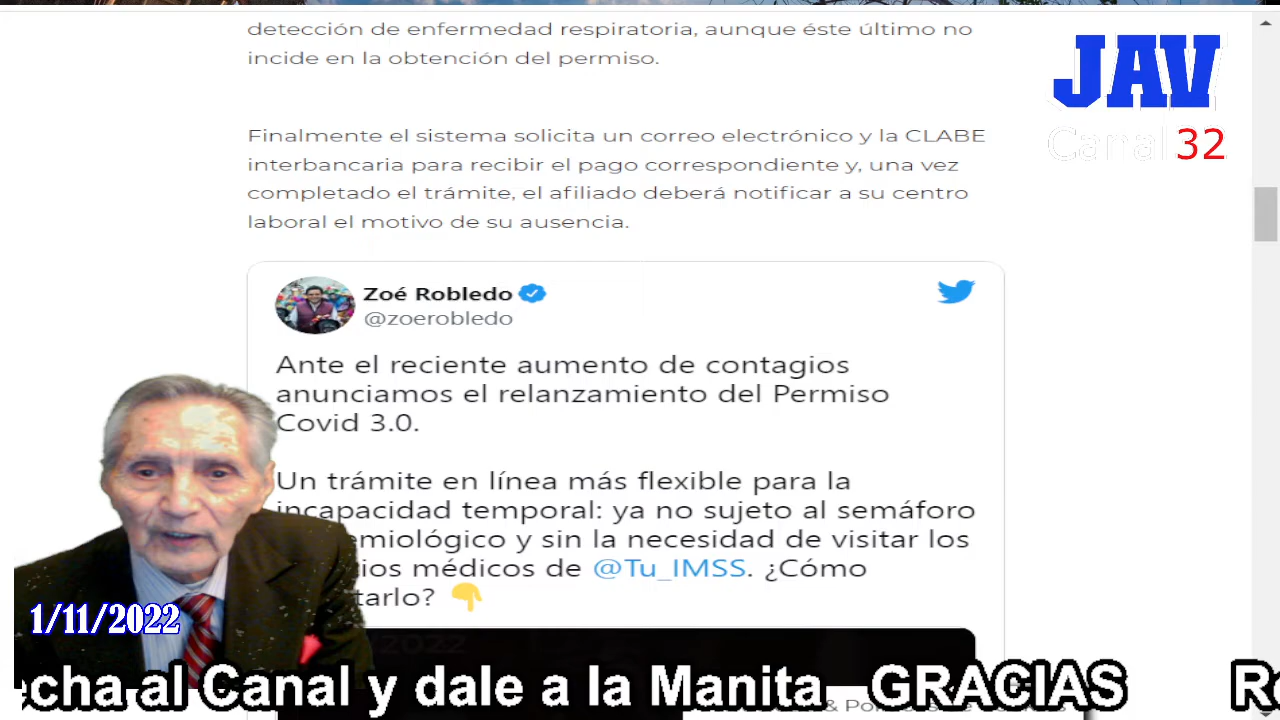 detección de enfermedad respiratoria, aunque éste último no
incide en la obtención del permiso.
JAV
Canal 32
Finalmente el sistema solicita un correo electrónico y la CLABE
interbancaria para recibir el pago correspondiente y, una vez
completado el trámite, el afiliado deberá notificar a su centro
laboral el motivo de su ausencia.
Zoé Robledo
@zoerobledo
Ante el reciente aumento de contagios
anunciamos el relanzamiento del Permiso
Covid 3.0.
Un trámite en línea más flexible para la
incapacidad temporal: ya no sujeto al semáforo
emiológico y sin la necesidad de visitar los
ios médicos de @Tu_IMSS. ¿Cómo
tarlo?
1/11/2022
echa al Canal y dale a la Manita GRACIAS